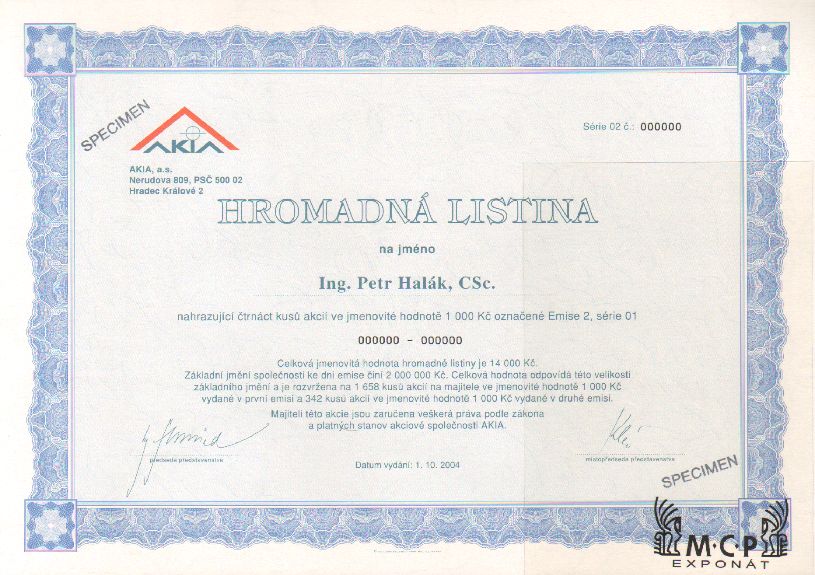 SPECIMEN
AKIA
Série 02 č.: 000000
AKIA, a.s.
Nerudova 809, PSČ 500 02
Hradec Králové 2
HROMADNÁ LISTINA
na jméno
Ing. Petr Halák, CSc.
nahrazující čtrnáct kusů akcií ve jmenovité hodnotě 1 000 Kč označené Emise 2, série 01
000000 - 000000
Celková jmenovitá hodnota hromadné listiny je 14 000 Kč.
Základní jmění společnosti ke dni emise činí 2 000 000 Kč. Celková hodnota odpovídá této velikosti
základního jmění a je rozvržena na 1 658 kusů akcií na majitele ve jmenovité hodnotě 1 000 Kč
vydané v první emisi a 342 kusů akcií ve jmenovité hodnotě 1 000 Kč vydané v druhé emisi.
Majiteli této akcie jsou zaručena veškerá práva podle zákona
a platných stanov akciové společnosti AKIA.
předseda představenstva
místopředseda představenstva
Datum vydání: 1. 10. 2004
SPECIMEN
M·C·P
EXPONÁT